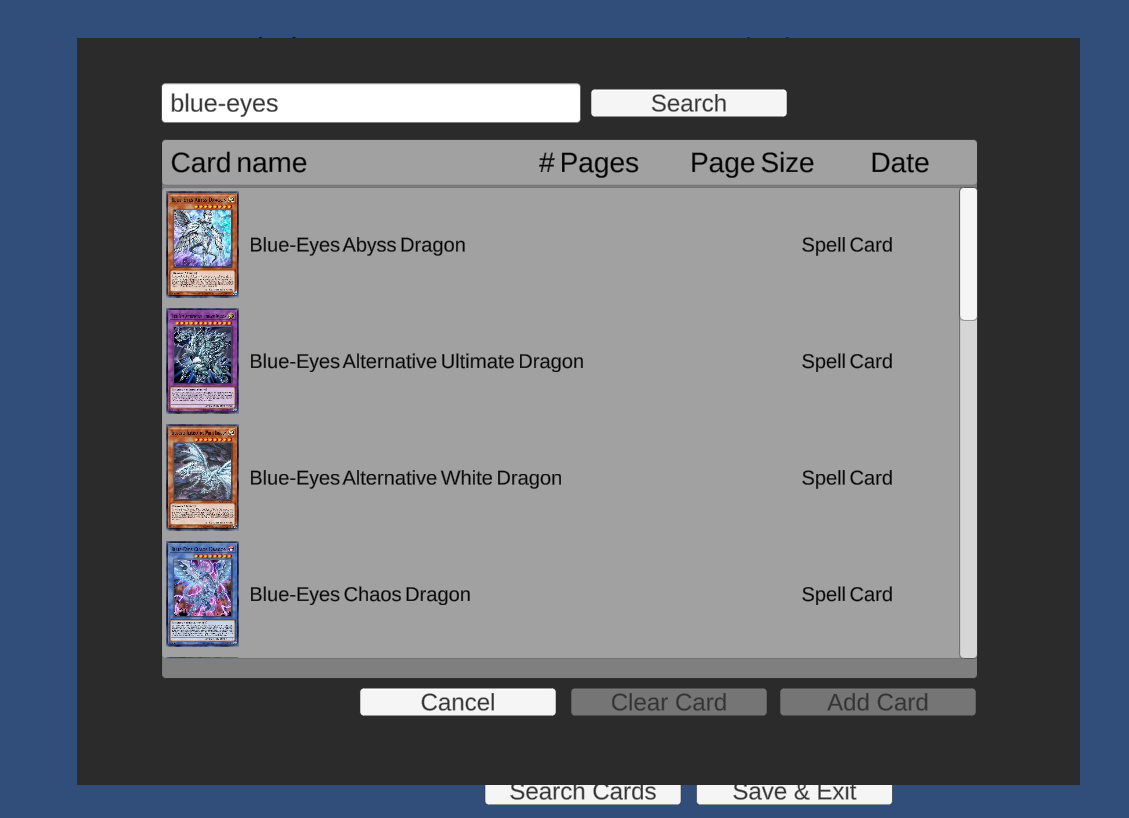 blue-eyes
Search
Card name # Pages Page Size Date
Blue-Eyes Abyss Dragon Spell Card
Blue-Eyes Alternative Ultimate Dragon Spell Card
Blue-Eyes Alternative White Dragon Spell Card
Blue-Eyes Chaos Dragon Spell Card
Cancel Clear Card Add Card
Search Cards Save & Exit